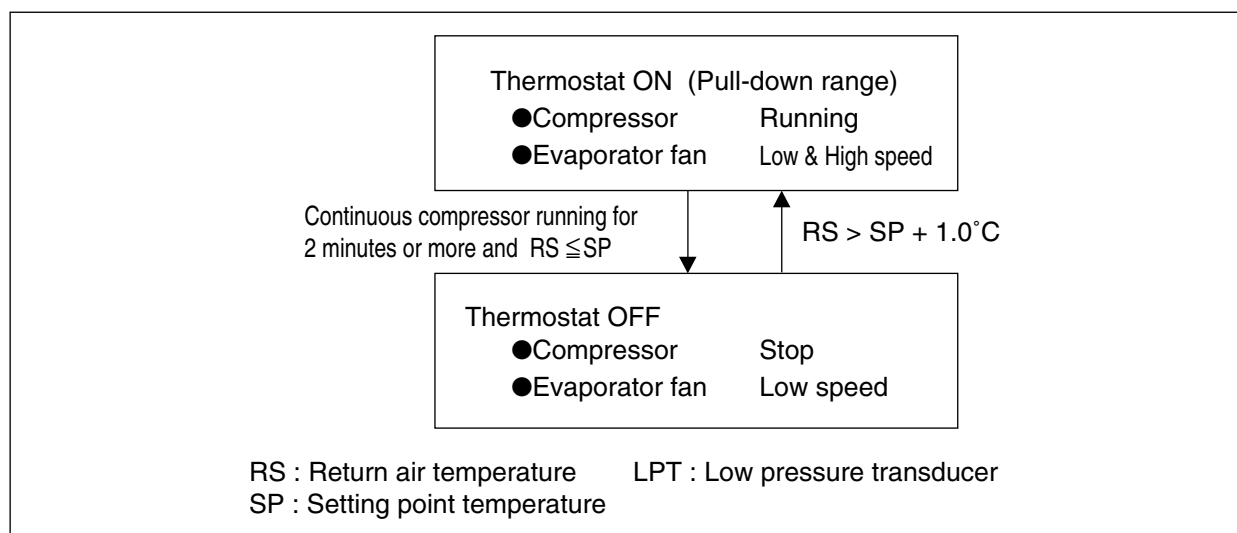 Thermostat ON (Pull-down range)
●Compressor Running
●Evaporator fan Low & High speed
Continuous compressor running for
2 minutes or more and RS ≦SP
RS > SP + 1.0˚C
Thermostat OFF
●Compressor Stop
●Evaporator fan Low speed
RS : Return air temperature LPT : Low pressure transducer
SP : Setting point temperature